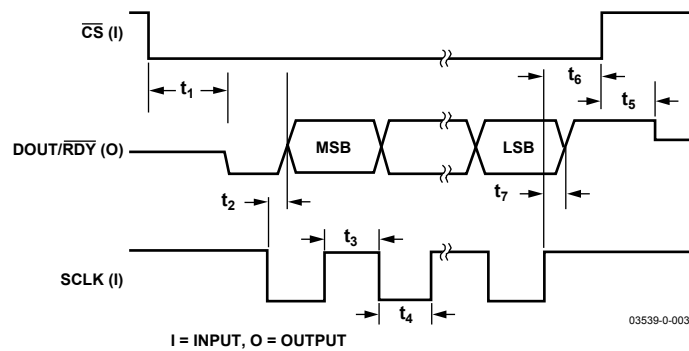 CS (I)
t1
t6
t5
DOUT/RDY (O)
MSB
LSB
t2
t7
t3
SCLK (I)
t4
03539-0-003
I = INPUT, O = OUTPUT